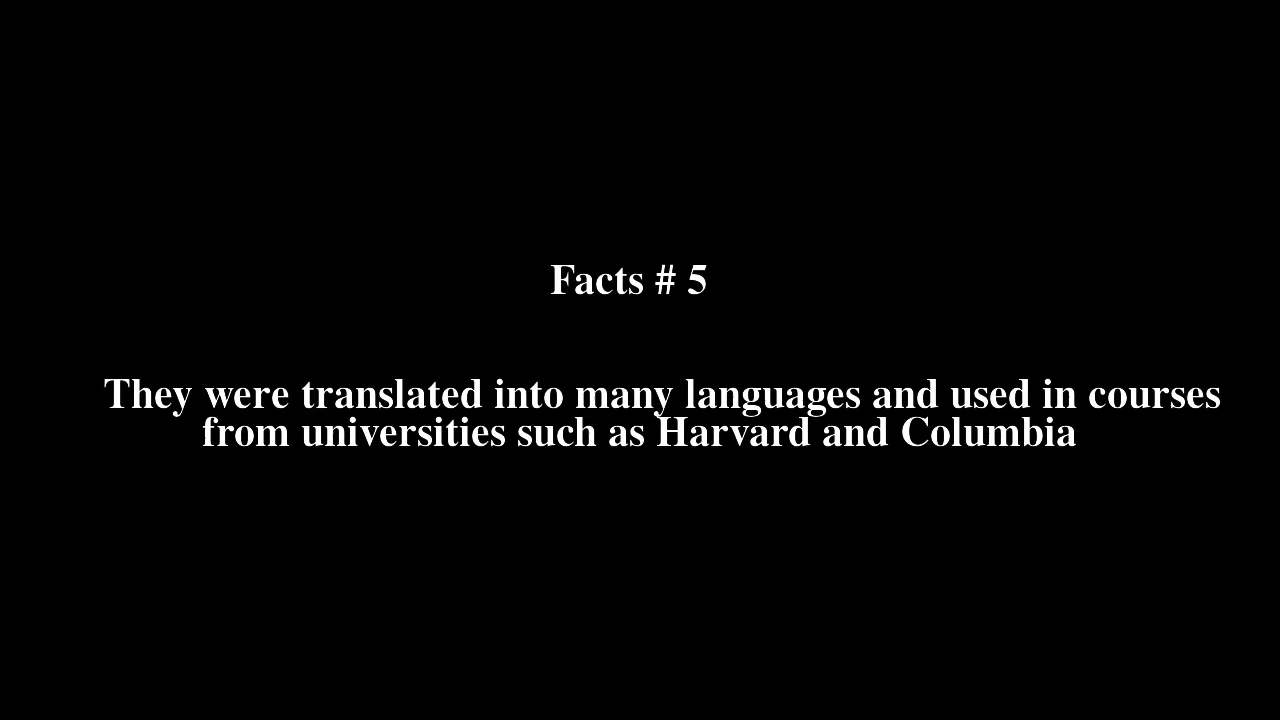 Facts # 5
They were translated into many languages and used in courses
from universities such as Harvard and Columbia